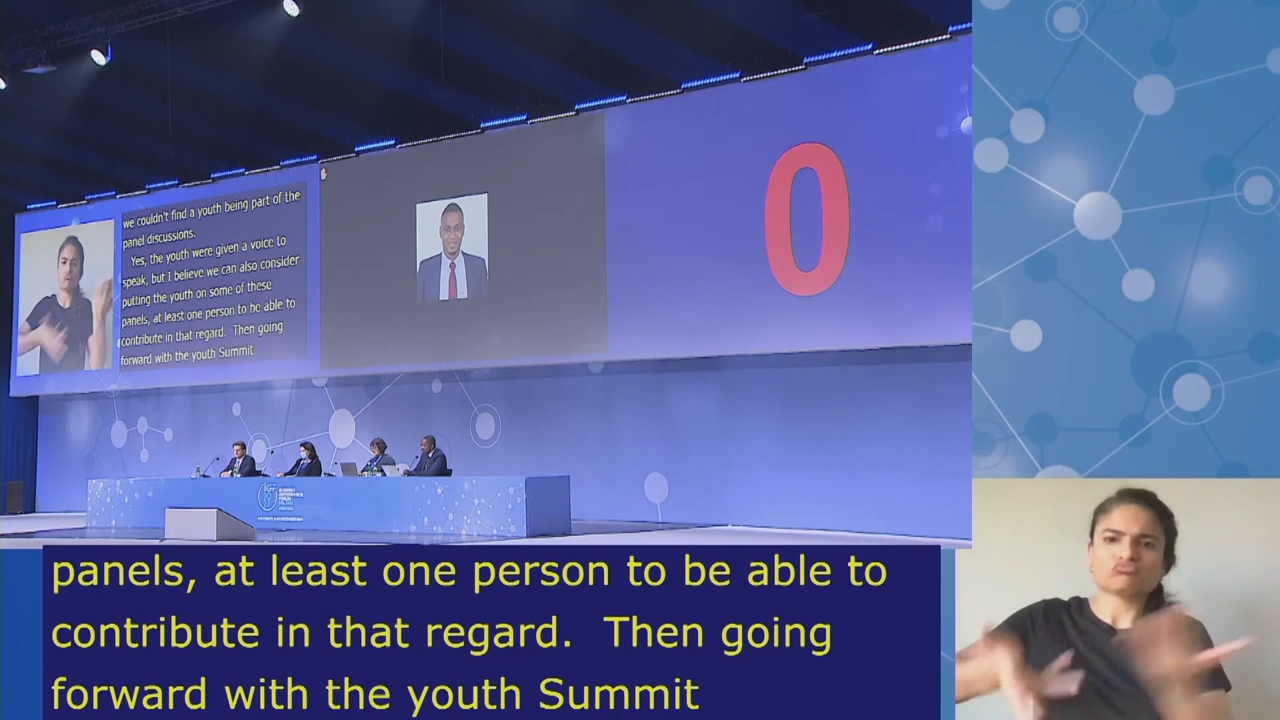 we couldn't find a youth being part of the
panel discussions.
Yes, the youth were given a voice to
speak, but I believe we can also consider
putting the youth on some of these
panels, at least one person to be able to
contribute in that regard. Then going
forward with the youth Summit
0
IGF
panels, at least one person to be able to
contribute in that regard. Then going
forward with the youth Summit